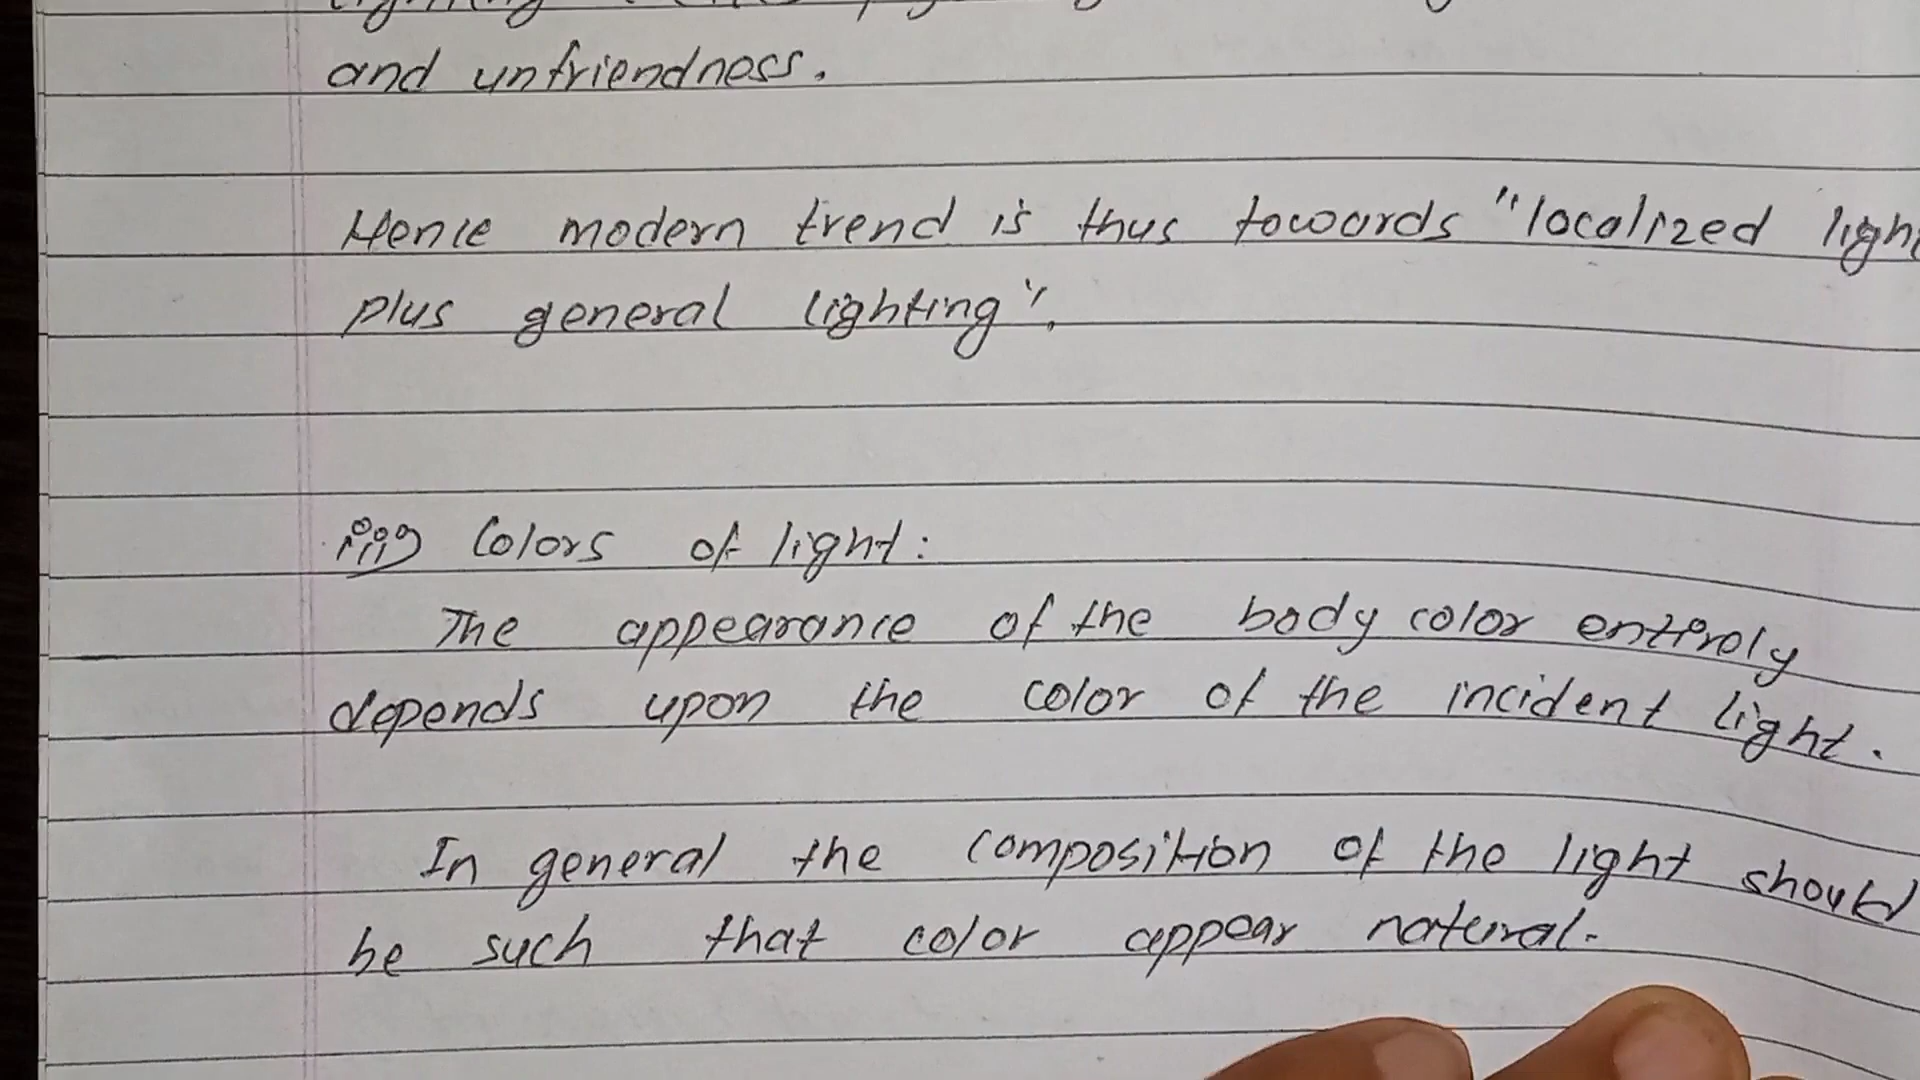 and unfriendness.
Hence modern trend is thus towards "localized
plus general lighting".
iii) Colors of light:
The appearance of the body color entirely
depends upon the color of the incident light.
In general the composition of the light should
be such that color appear natural.